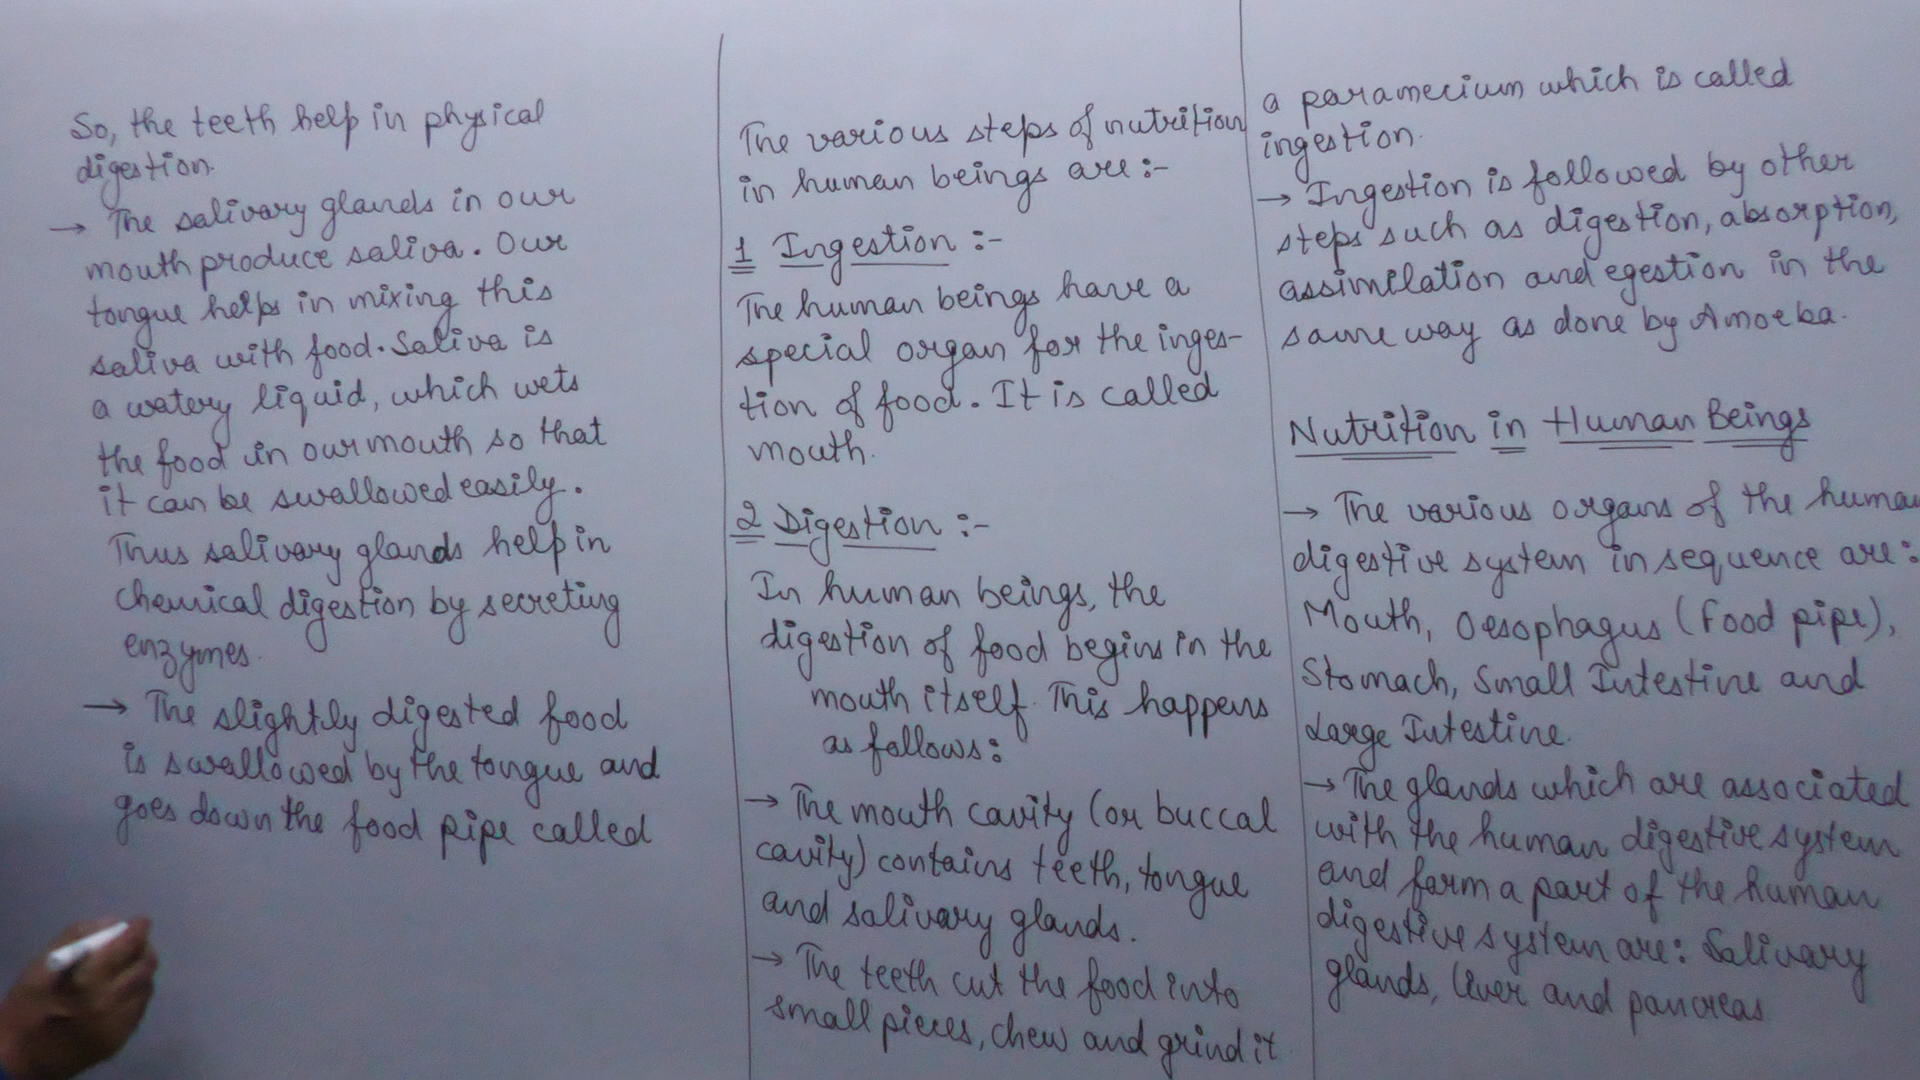 So, the teeth help in physical
digestion.
→ The salivary glands in our
mouth produce saliva. Our
tongue helps in mixing this
saliva with food. Saliva is
a watery liquid, which wets
the food in our mouth so that
it can be swallowed easily.
Thus salivary glands help in
chemical digestion by secreting
enzymes.
→ The slightly digested food
is swallowed by the tongue and
goes down the food pipe called
The various steps of nutrition
in human beings are :-
1 Ingestion :-
The human beings have a
special organ for the inges-
tion of food. It is called
mouth.
2 Digestion :-
In human beings, the
digestion of food begins in the
mouth itself. This happens
as follows:
→ The mouth cavity (or buccal
cavity) contains teeth, tongue
and salivary glands.
→ The teeth cut the food into
small pieces, chew and grind it
a paramecium which is called
ingestion.
→ Ingestion is followed by other
steps such as digestion, absorption,
assimilation and egestion in the
same way as done by Amoeba.
Nutrition in Human Beings
→ The various organs of the human
digestive system in sequence are:
Mouth, Oesophagus (Food pipe),
Stomach, Small Intestine and
Large Intestine.
→ The glands which are associated
with the human digestive system
and form a part of the human
digestive system are: Salivary
glands, liver and pancreas